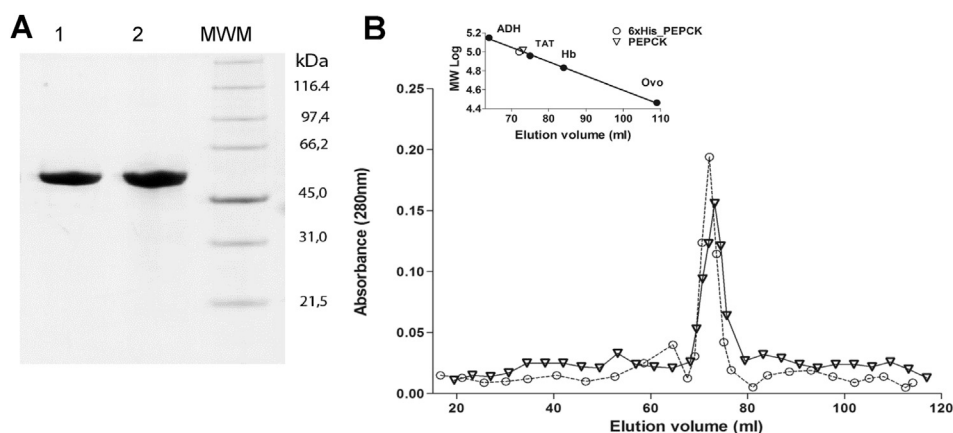 A
1 2 MWM
kDa
116,4
97,4
66,2
45,0
31,0
21,5
B
MW Log
5.2
5.0
4.8
4.6
4.4
ADH
TAT
Hb
Ovo
70 80 90 100 110
Elution volume (ml)
6xHis_PEPCK
PEPCK
Absorbance (280nm)
0.25
0.20
0.15
0.10
0.05
0.00
20 40 60 80 100 120
Elution volume (ml)